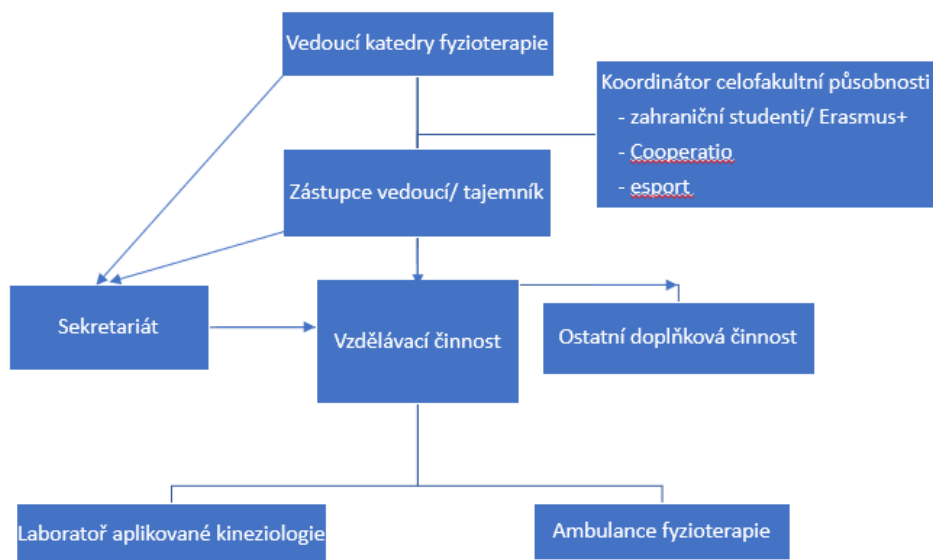 Vedoucí katedry fyzioterapie
Koordinátor celofakultní působnosti
- zahraniční studenti/ Erasmus+
- Cooperatio
- esport
Zástupce vedoucí/ tajemník
Sekretariát
Vzdělávací činnost
Ostatní doplňková činnost
Laboratoř aplikované kineziologie
Ambulance fyzioterapie